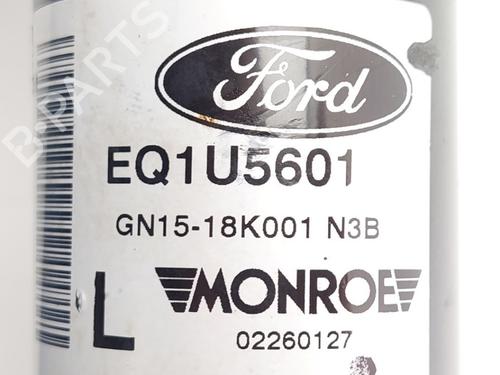 Ford
EQ1U5601
GN15-18K001 N3B
L
MONROE
02260127
B-PARTS